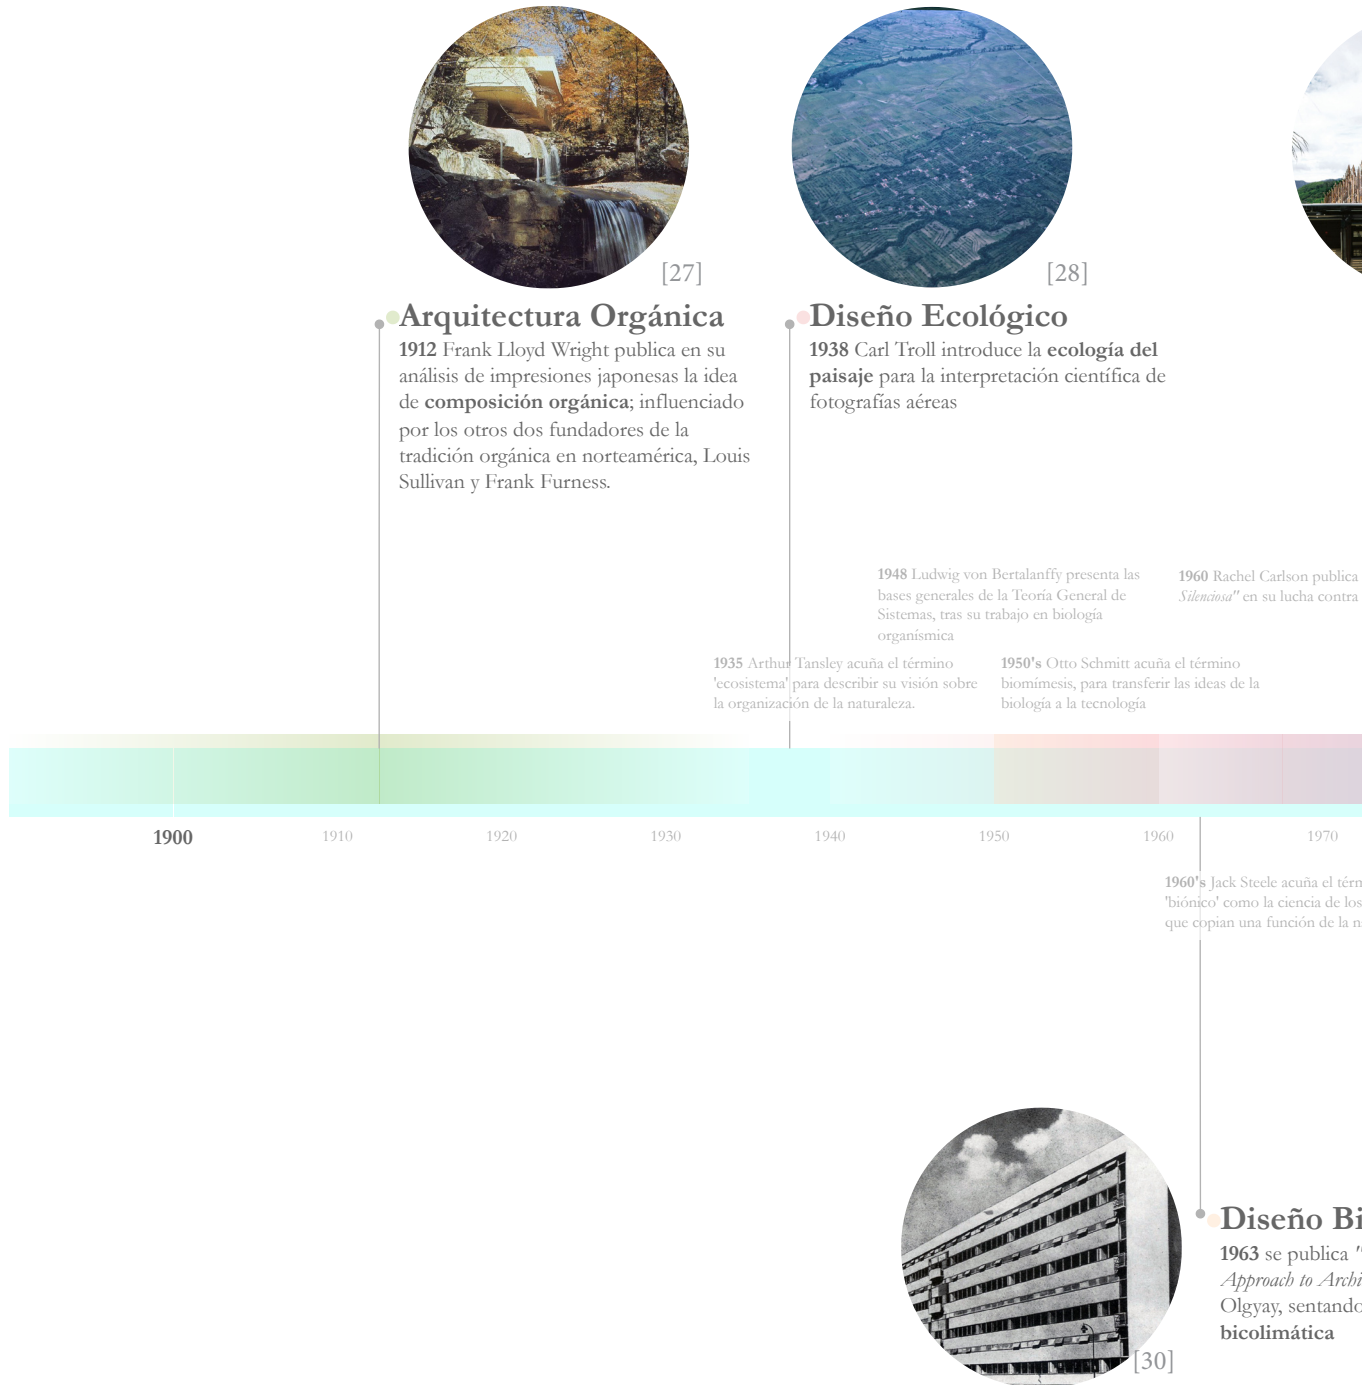 [27]
Arquitectura Orgánica
1912 Frank Lloyd Wright publica en su
análisis de impresiones japonesas la idea
de composición orgánica; influenciado
por los otros dos fundadores de la
tradición orgánica en norteamérica, Louis
Sullivan y Frank Furness.
[28]
Diseño Ecológico
1938 Carl Troll introduce la ecología del
paisaje para la interpretación científica de
fotografías aéreas
1948 Ludwig von Bertalanffy presenta las
bases generales de la Teoría General de
Sistemas, tras su trabajo en biología
organísmica
1960 Rachel Carlson publica
Silenciosa" en su lucha contra
1935 Arthur Tansley acuña el término
'ecosistema' para describir su visión sobre
la organización de la naturaleza.
1950's Otto Schmitt acuña el término
biomímesis, para transferir las ideas de la
biología a la tecnología
1900
1910
1920
1930
1940
1950
1960
1970
1960's Jack Steele acuña el
'biónico' como la ciencia de los
que copian una función de la
[30]
Diseño
1963 se publica "
Approach to
Olgyay, sentando
bicolimática